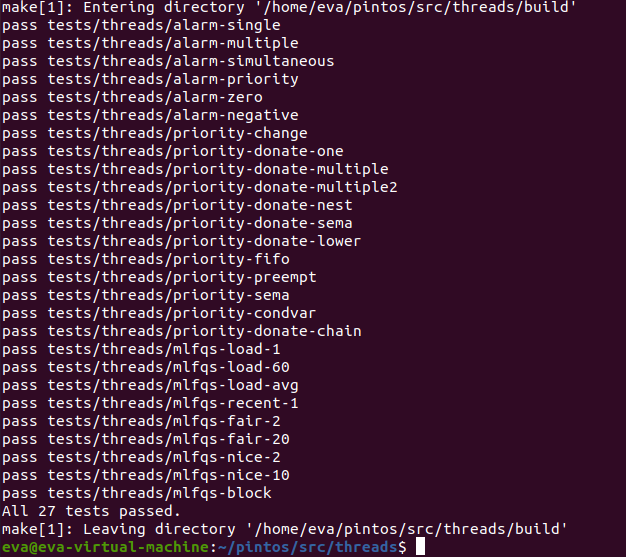 make[1]: Entering directory '/home/eva/pintos/src/threads/build'
pass tests/threads/alarm-single
pass tests/threads/alarm-multiple
pass tests/threads/alarm-simultaneous
pass tests/threads/alarm-priority
pass tests/threads/alarm-zero
pass tests/threads/alarm-negative
pass tests/threads/priority-change
pass tests/threads/priority-donate-one
pass tests/threads/priority-donate-multiple
pass tests/threads/priority-donate-multiple2
pass tests/threads/priority-donate-nest
pass tests/threads/priority-donate-sema
pass tests/threads/priority-donate-lower
pass tests/threads/priority-fifo
pass tests/threads/priority-preempt
pass tests/threads/priority-sema
pass tests/threads/priority-condvar
pass tests/threads/priority-donate-chain
pass tests/threads/mlfqs-load-1
pass tests/threads/mlfqs-load-60
pass tests/threads/mlfqs-load-avg
pass tests/threads/mlfqs-recent-1
pass tests/threads/mlfqs-fair-2
pass tests/threads/mlfqs-fair-20
pass tests/threads/mlfqs-nice-2
pass tests/threads/mlfqs-nice-10
pass tests/threads/mlfqs-block
All 27 tests passed.
make[1]: Leaving directory '/home/eva/pintos/src/threads/build'
eva@eva-virtual-machine:~/pintos/src/threads$